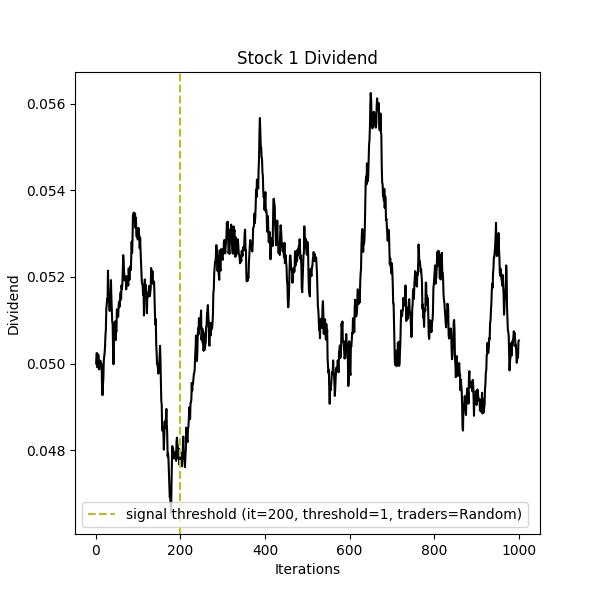 Stock 1 Dividend
0.056
0.054
0.052
0.050
0.048
Dividend
signal threshold (it=200, threshold=1, traders=Random)
0 200 400 600 800 1000
Iterations